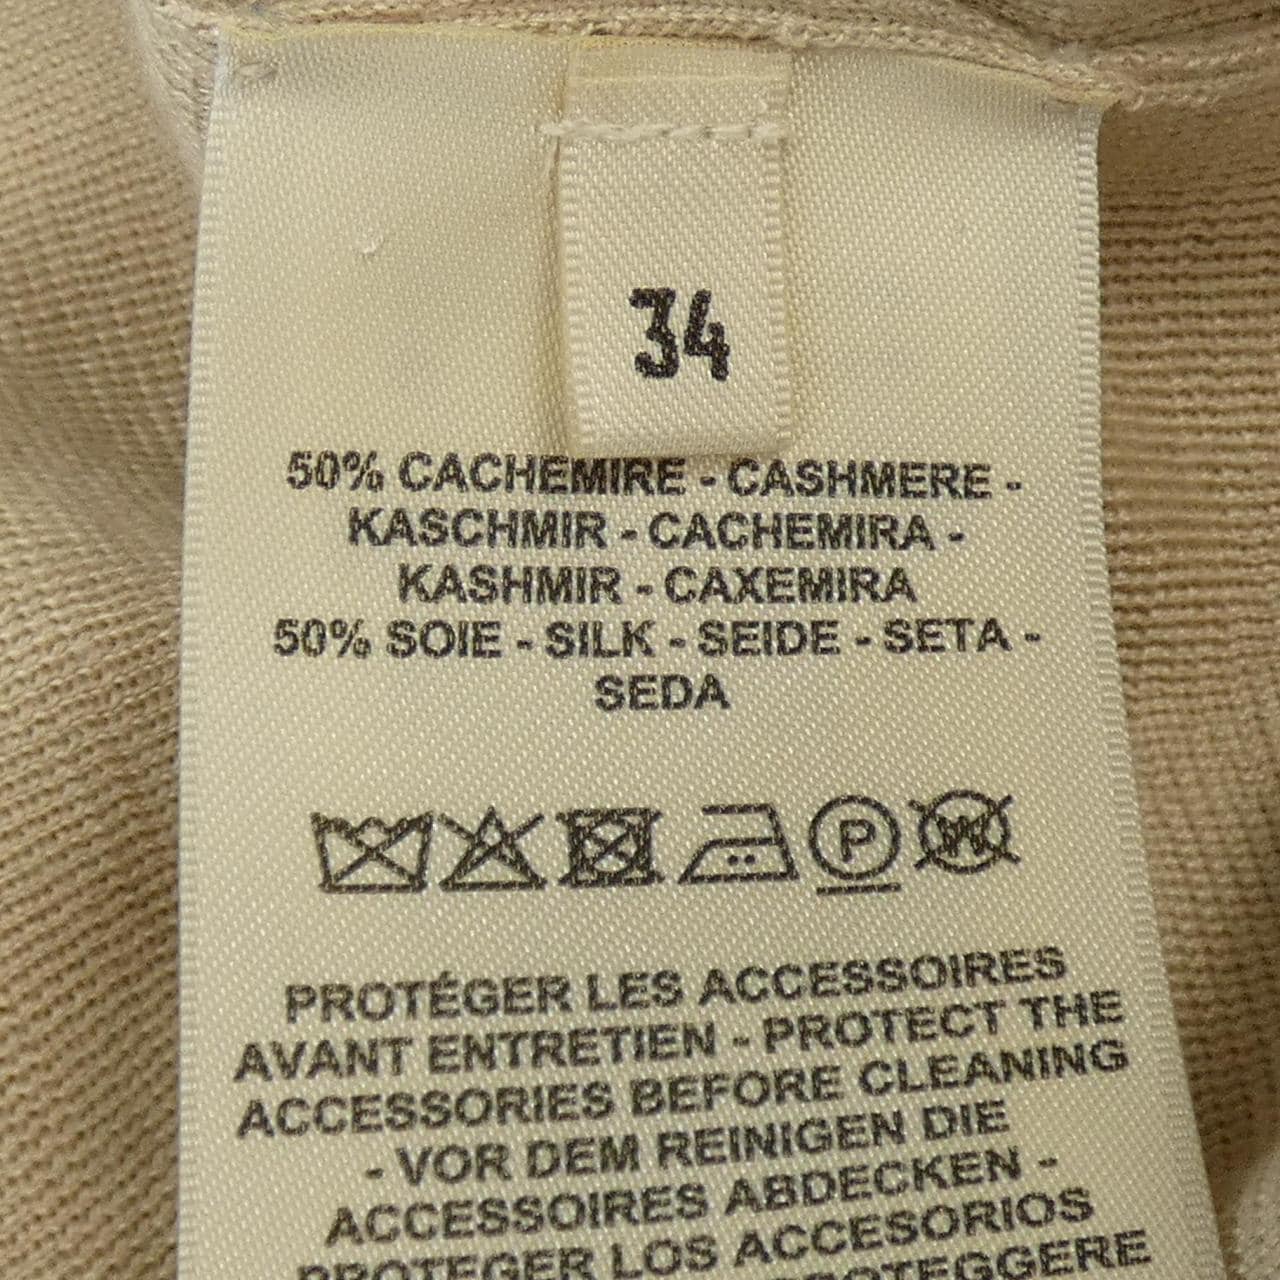 34
50% CACHEMIRE - CASHMERE -
KASCHMIR - CACHEMIRA -
KASHMIR - CAXEMIRA
50% SOIE - SILK - SEIDE - SETA -
SEDA
P W
PROTÉGER LES ACCESSOIRES
AVANT ENTRETIEN - PROTECT THE
ACCESSORIES BEFORE CLEANING
- VOR DEM REINIGEN DIE
ACCESSOIRES ABDECKEN -
PROTEGER LOS ACCESORIOS
PROTEGGERE